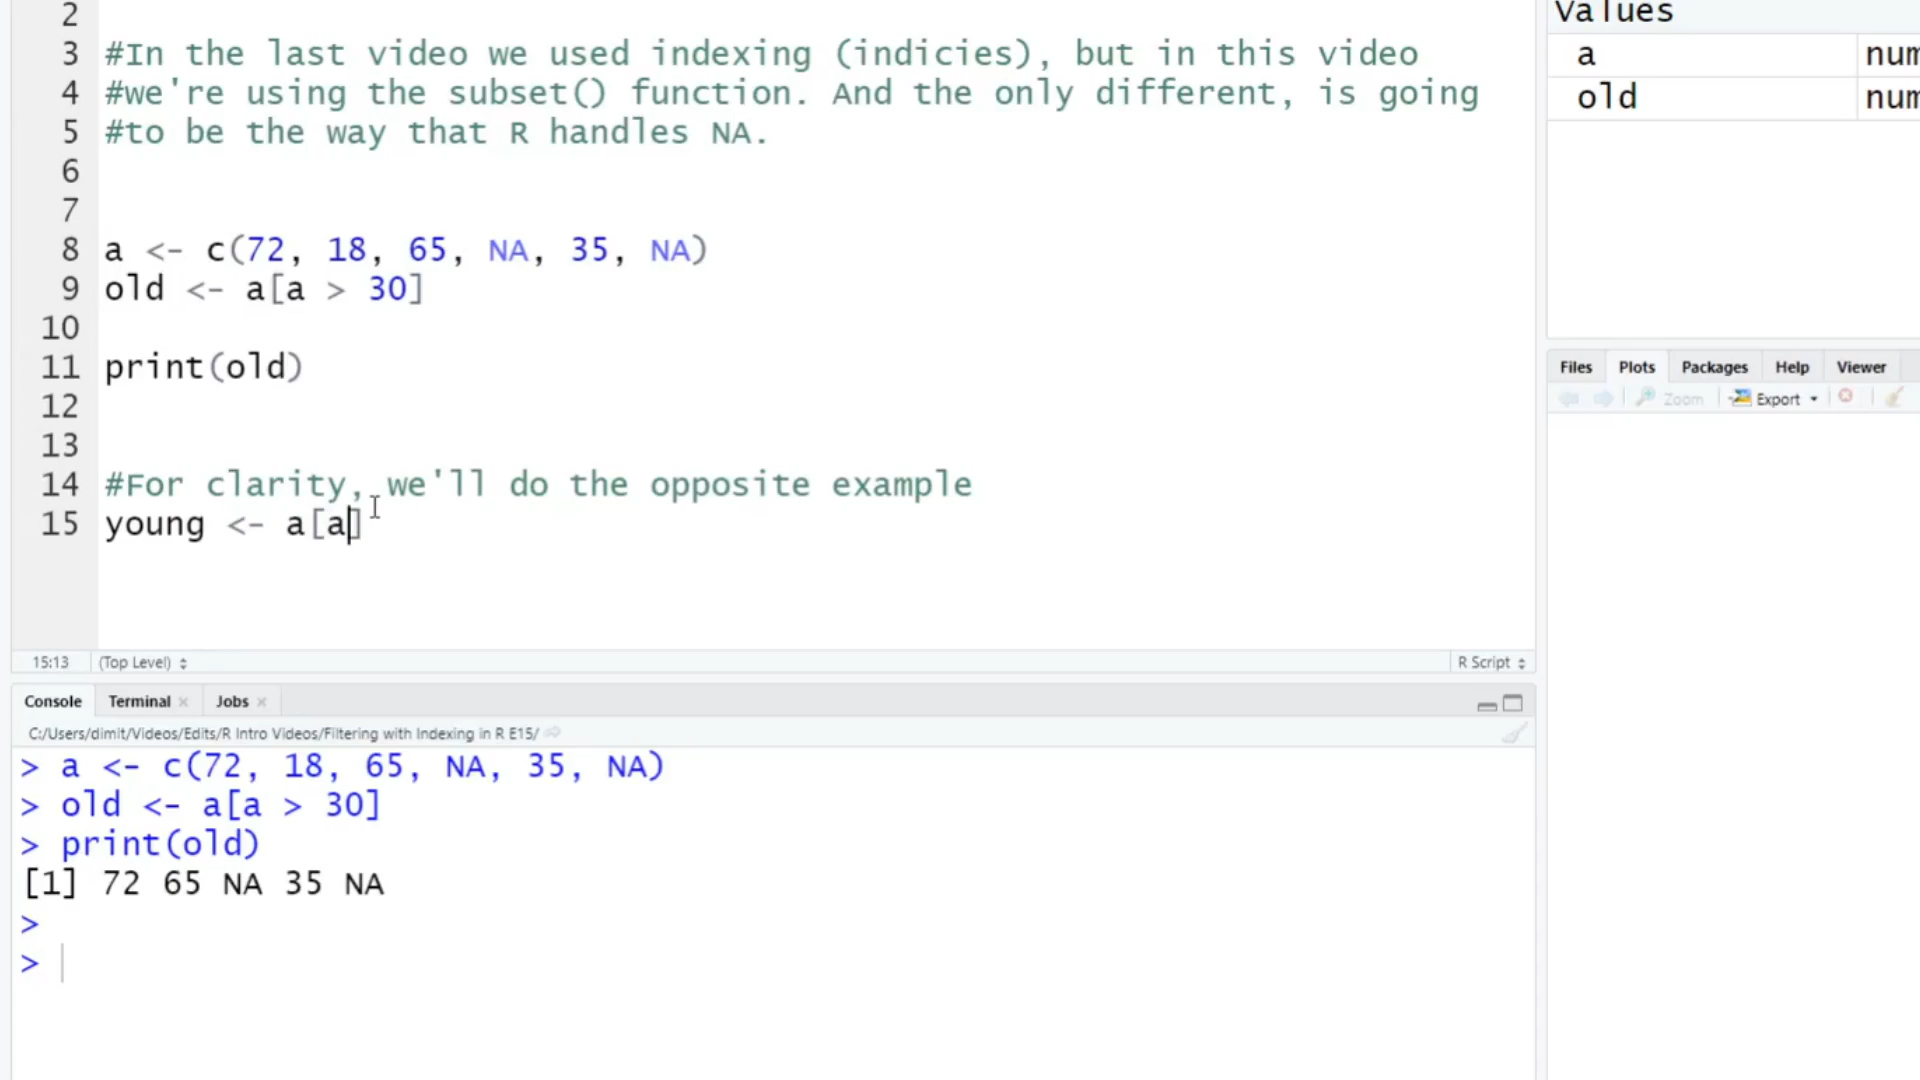 2
3 #In the last video we used indexing (indicies), but in this video
4 #we're using the subset() function. And the only different, is going
5 #to be the way that R handles NA.
6
7
8 a <- c(72, 18, 65, NA, 35, NA)
9 old <- a[a > 30]
10
11 print(old)
12
13
14 #For clarity, we'll do the opposite example
15 young <- a[a]
15:13 (Top Level) R Script
Console Terminal Jobs
C:/Users/dimit/Videos/Edits/R Intro Videos/Filtering with Indexing in R E15/
> a <- c(72, 18, 65, NA, 35, NA)
> old <- a[a > 30]
> print(old)
[1] 72 65 NA 35 NA
>
>
Values
a num
old num
Files Plots Packages Help Viewer
Zoom Export